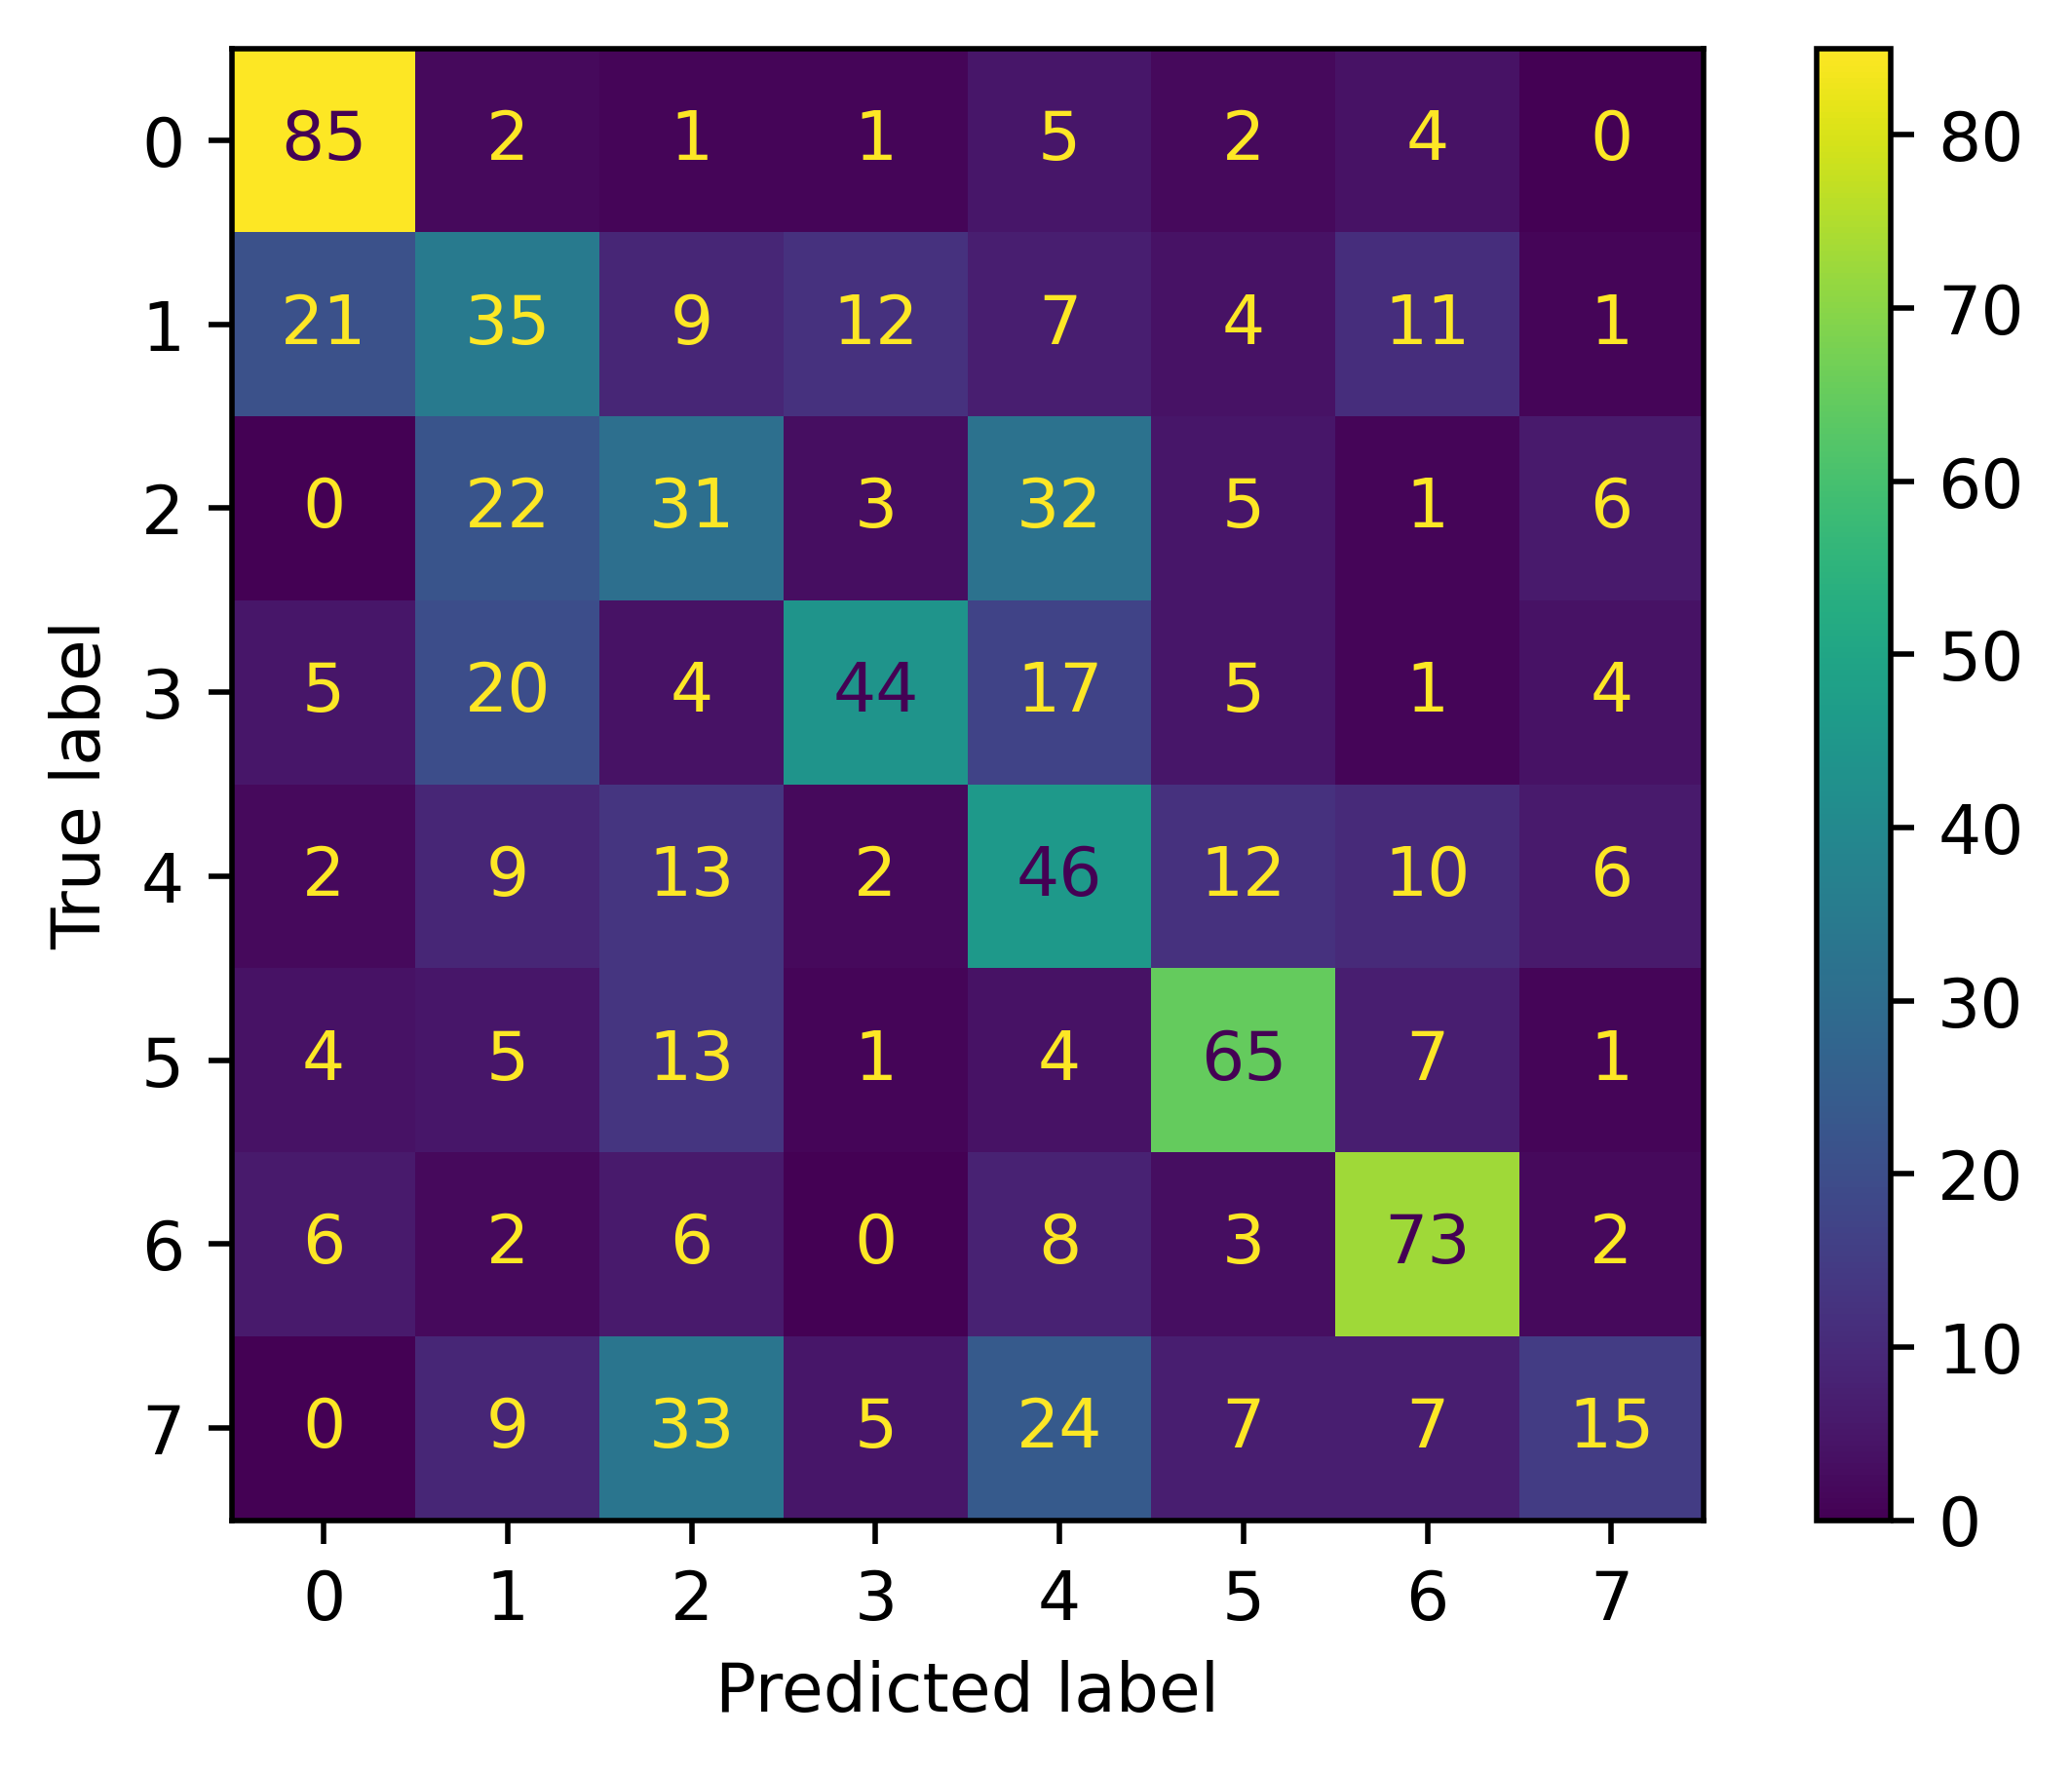 0 85 2 1 1 5 2 4 0
1 21 35 9 12 7 4 11 1
2 0 22 31 3 32 5 1 6
3 5 20 4 44 17 5 1 4
4 2 9 13 2 46 12 10 6
5 4 5 13 1 4 65 7 1
6 6 2 6 0 8 3 73 2
7 0 9 33 5 24 7 7 15
0 1 2 3 4 5 6 7
Predicted label
True label
80
70
60
50
40
30
20
10
0